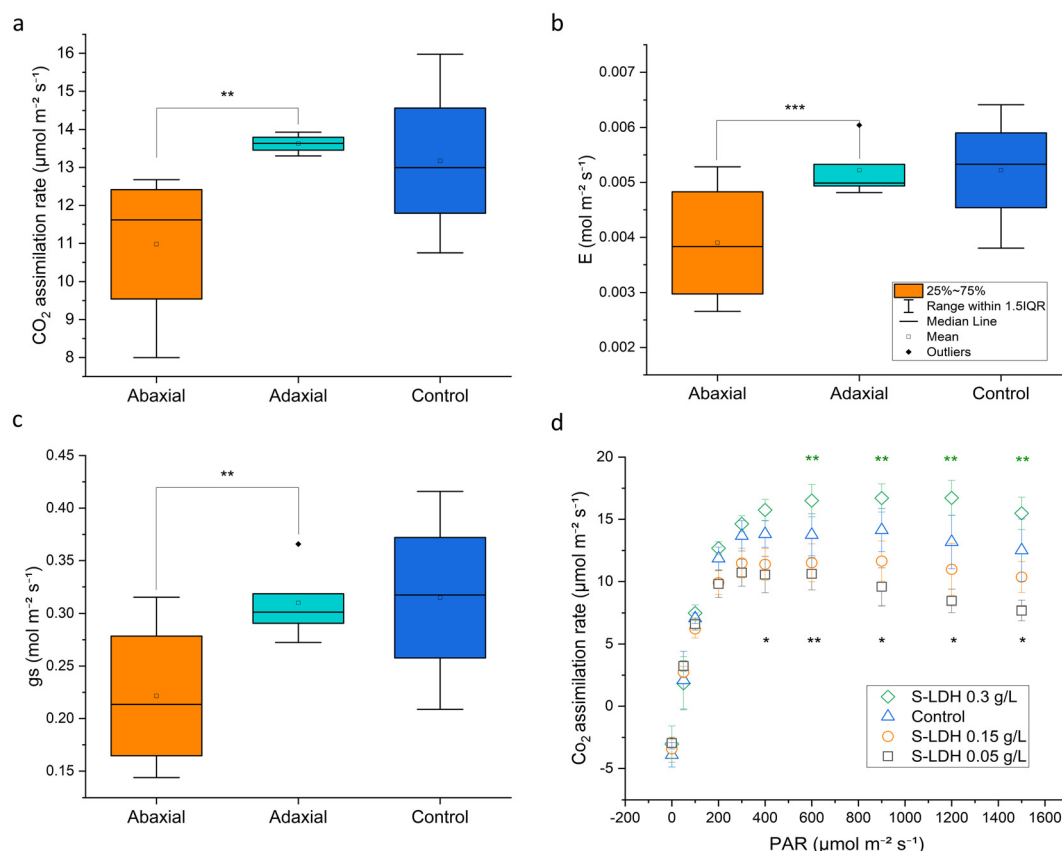 a
CO₂ assimilation rate (μmol m⁻² s⁻¹)
16
15
14
13
12
11
10
9
8
**
Abaxial
Adaxial
Control
b
E (mol m⁻² s⁻¹)
0.007
0.006
0.005
0.004
0.003
0.002
***
25%~75%
Range within 1.5IQR
Median Line
Mean
Outliers
Abaxial
Adaxial
Control
c
gs (mol m⁻² s⁻¹)
0.45
0.40
0.35
0.30
0.25
0.20
0.15
**
Abaxial
Adaxial
Control
d
Co₂ assimilation rate (μmol m⁻² s⁻¹)
20
15
10
5
0
-5
** ** ** **
* ** * * *
S-LDH 0.3 g/L
Control
S-LDH 0.15 g/L
S-LDH 0.05 g/L
-200 0 200 400 600 800 1000 1200 1400 1600
PAR (μmol m⁻² s⁻¹)